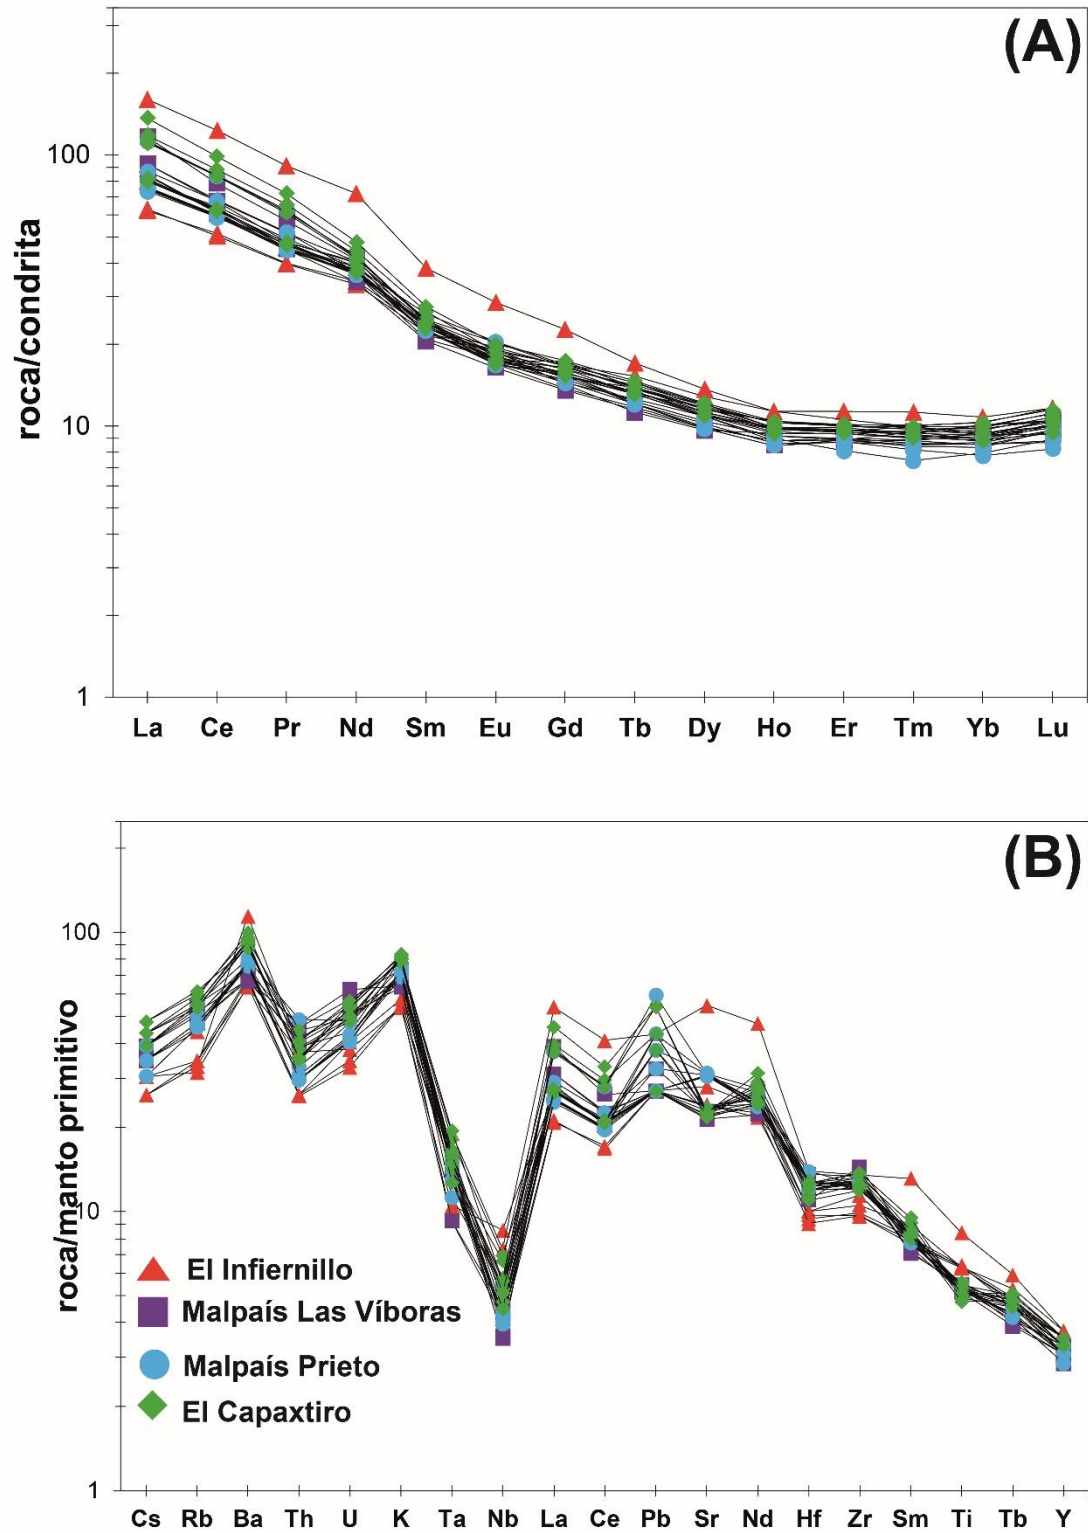 (A)
roca/condrita
100
10
1
La Ce Pr Nd Sm Eu Gd Tb Dy Ho Er Tm Yb Lu
(B)
roca/manto primitivo
100
10
1
El Infiernillo
Malpaís Las Víboras
Malpaís Prieto
El Capaxtiro
Cs Rb Ba Th U K Ta Nb La Ce Pb Sr Nd Hf Zr Sm Ti Tb Y